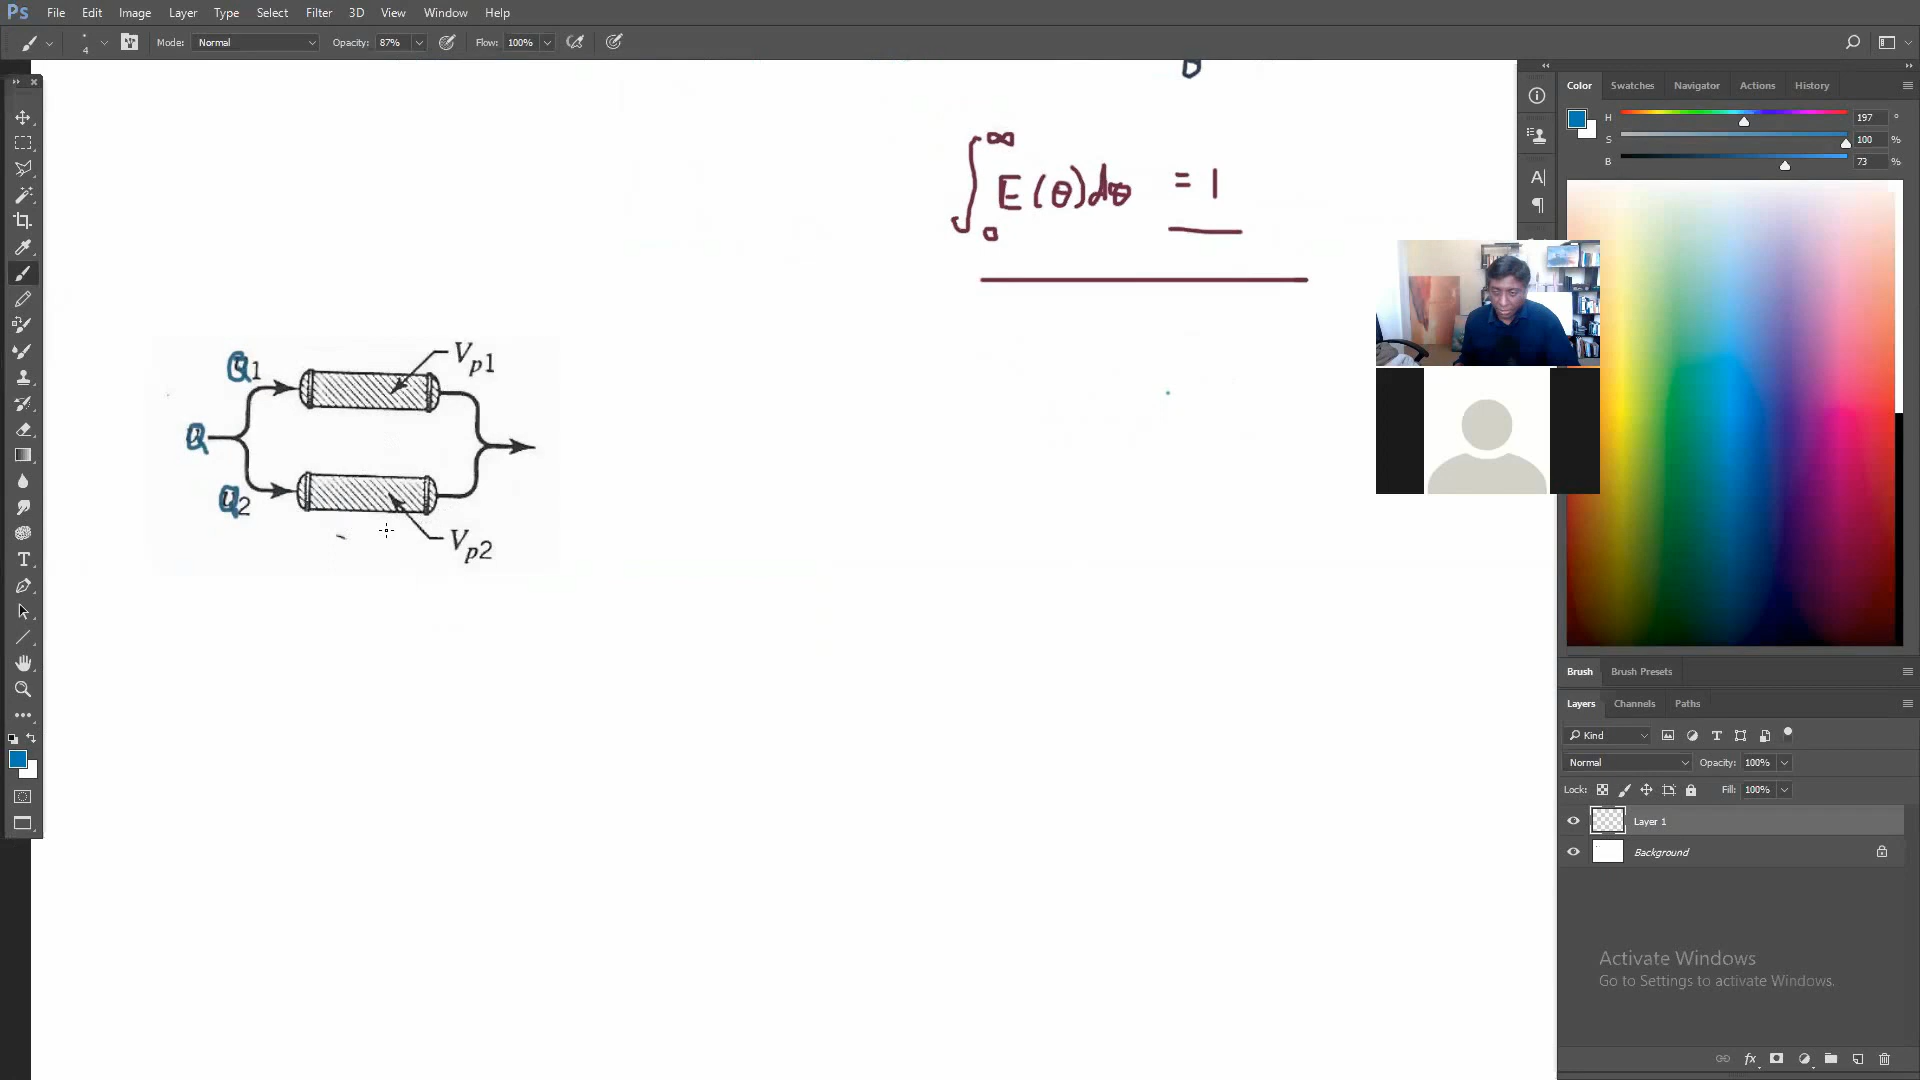 Ps File Edit Image Layer Type Select Filter 3D View Window Help
4 Mode: Normal Opacity: 87% Flow: 100%
∫₀^∞ E(θ)dθ = 1
Q1
Vp1
Q
Q2
Vp2
Color Swatches Navigator Actions History
H 197 °
S 100 %
B 73 %
Brush Brush Presets
Layers Channels Paths
Kind
Normal Opacity: 100%
Lock: Fill: 100%
Layer 1
Background
Activate Windows
Go to Settings to activate Windows.
fx